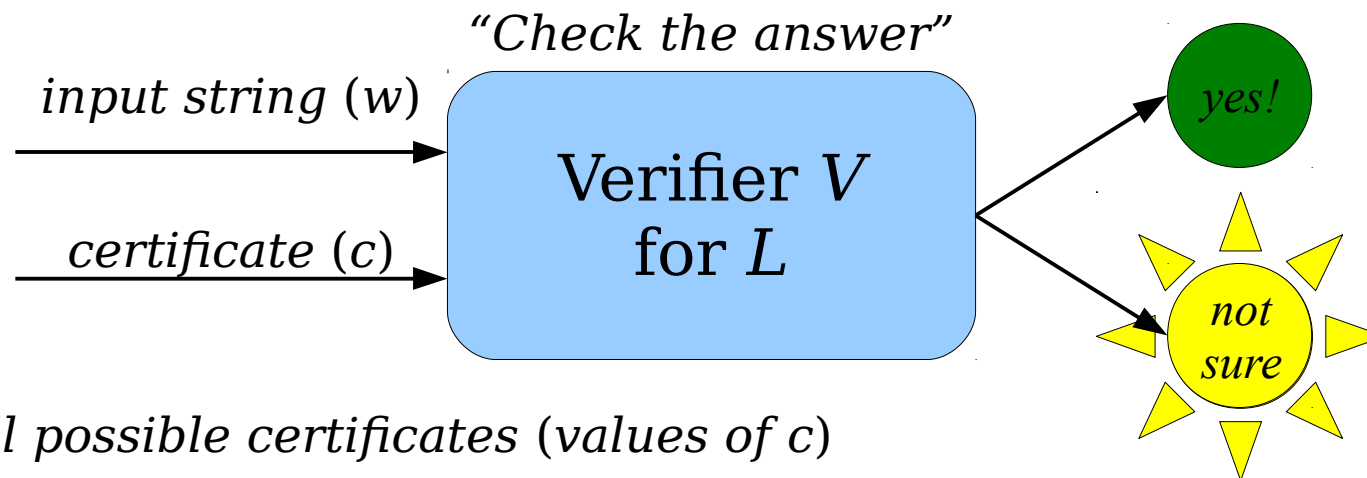 “Check the answer”
input string (w)
certificate (c)
Verifier V
for L
yes!
not
sure
possible certificates (values of c)